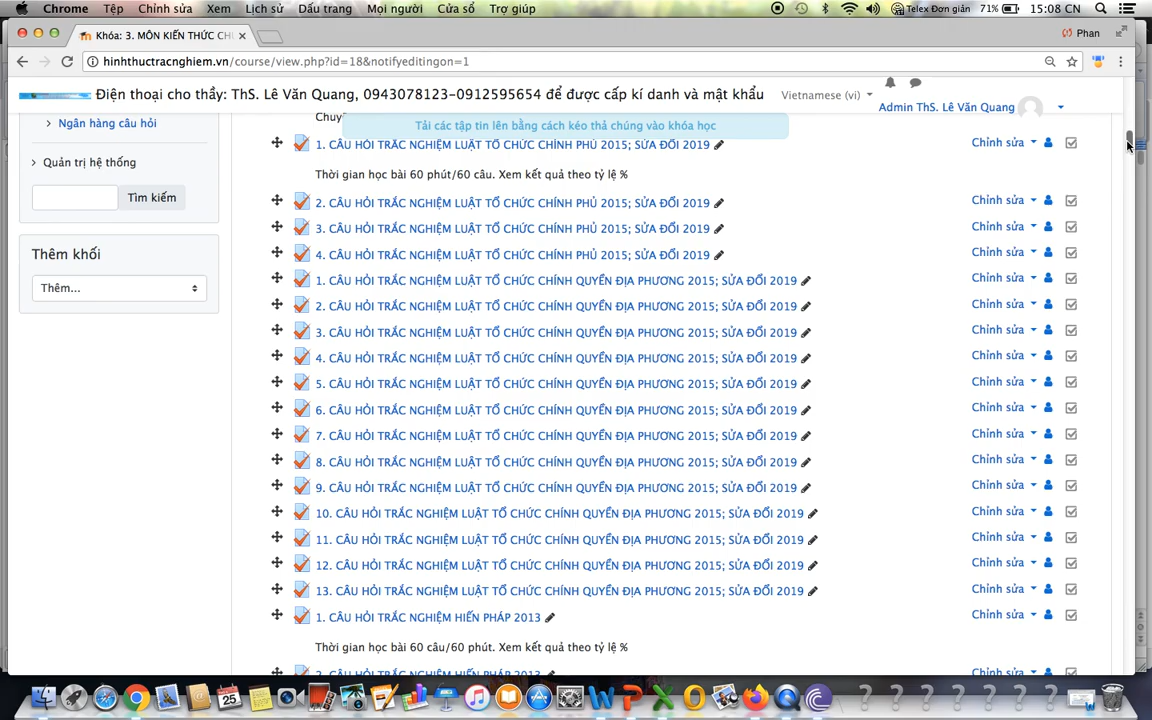 Chrome Tệp Chỉnh sửa Xem Lịch sử Dấu trang Mọi người Cửa sổ Trợ giúp Telex Đơn giản 71% 15:08 CN
Khóa: 3. MÔN KIẾN THỨC CHU Phan
hinhthuctracnghiem.vn/course/view.php?id=18&notifyeditingon=1
Điện thoại cho thầy: ThS. Lê Văn Quang, 0943078123-0912595654 để được cấp kí danh và mật khẩu Vietnamese (vi)
Admin ThS. Lê Văn Quang
Tải các tập tin lên bằng cách kéo thả chúng vào khóa học
Ngân hàng câu hỏi
Quản trị hệ thống
Tìm kiếm
Thêm khối
Thêm...
1. CÂU HỎI TRẮC NGHIỆM LUẬT TỔ CHỨC CHÍNH PHỦ 2015; SỬA ĐỔI 2019 Chỉnh sửa
Thời gian học bài 60 phút/60 câu. Xem kết quả theo tỷ lệ %
2. CÂU HỎI TRẮC NGHIỆM LUẬT TỔ CHỨC CHÍNH PHỦ 2015; SỬA ĐỔI 2019 Chỉnh sửa
3. CÂU HỎI TRẮC NGHIỆM LUẬT TỔ CHỨC CHÍNH PHỦ 2015; SỬA ĐỔI 2019 Chỉnh sửa
4. CÂU HỎI TRẮC NGHIỆM LUẬT TỔ CHỨC CHÍNH PHỦ 2015; SỬA ĐỔI 2019 Chỉnh sửa
1. CÂU HỎI TRẮC NGHIỆM LUẬT TỔ CHỨC CHÍNH QUYỀN ĐỊA PHƯƠNG 2015; SỬA ĐỔI 2019 Chỉnh sửa
2. CÂU HỎI TRẮC NGHIỆM LUẬT TỔ CHỨC CHÍNH QUYỀN ĐỊA PHƯƠNG 2015; SỬA ĐỔI 2019 Chỉnh sửa
3. CÂU HỎI TRẮC NGHIỆM LUẬT TỔ CHỨC CHÍNH QUYỀN ĐỊA PHƯƠNG 2015; SỬA ĐỔI 2019 Chỉnh sửa
4. CÂU HỎI TRẮC NGHIỆM LUẬT TỔ CHỨC CHÍNH QUYỀN ĐỊA PHƯƠNG 2015; SỬA ĐỔI 2019 Chỉnh sửa
5. CÂU HỎI TRẮC NGHIỆM LUẬT TỔ CHỨC CHÍNH QUYỀN ĐỊA PHƯƠNG 2015; SỬA ĐỔI 2019 Chỉnh sửa
6. CÂU HỎI TRẮC NGHIỆM LUẬT TỔ CHỨC CHÍNH QUYỀN ĐỊA PHƯƠNG 2015; SỬA ĐỔI 2019 Chỉnh sửa
7. CÂU HỎI TRẮC NGHIỆM LUẬT TỔ CHỨC CHÍNH QUYỀN ĐỊA PHƯƠNG 2015; SỬA ĐỔI 2019 Chỉnh sửa
8. CÂU HỎI TRẮC NGHIỆM LUẬT TỔ CHỨC CHÍNH QUYỀN ĐỊA PHƯƠNG 2015; SỬA ĐỔI 2019 Chỉnh sửa
9. CÂU HỎI TRẮC NGHIỆM LUẬT TỔ CHỨC CHÍNH QUYỀN ĐỊA PHƯƠNG 2015; SỬA ĐỔI 2019 Chỉnh sửa
10. CÂU HỎI TRẮC NGHIỆM LUẬT TỔ CHỨC CHÍNH QUYỀN ĐỊA PHƯƠNG 2015; SỬA ĐỔI 2019 Chỉnh sửa
11. CÂU HỎI TRẮC NGHIỆM LUẬT TỔ CHỨC CHÍNH QUYỀN ĐỊA PHƯƠNG 2015; SỬA ĐỔI 2019 Chỉnh sửa
12. CÂU HỎI TRẮC NGHIỆM LUẬT TỔ CHỨC CHÍNH QUYỀN ĐỊA PHƯƠNG 2015; SỬA ĐỔI 2019 Chỉnh sửa
13. CÂU HỎI TRẮC NGHIỆM LUẬT TỔ CHỨC CHÍNH QUYỀN ĐỊA PHƯƠNG 2015; SỬA ĐỔI 2019 Chỉnh sửa
1. CÂU HỎI TRẮC NGHIỆM HIẾN PHÁP 2013 Chỉnh sửa
Thời gian học bài 60 câu/60 phút. Xem kết quả theo tỷ lệ %
2. CÂU HỎI TRẮC NGHIỆM HIẾN PHÁP 2013 Chỉnh sửa